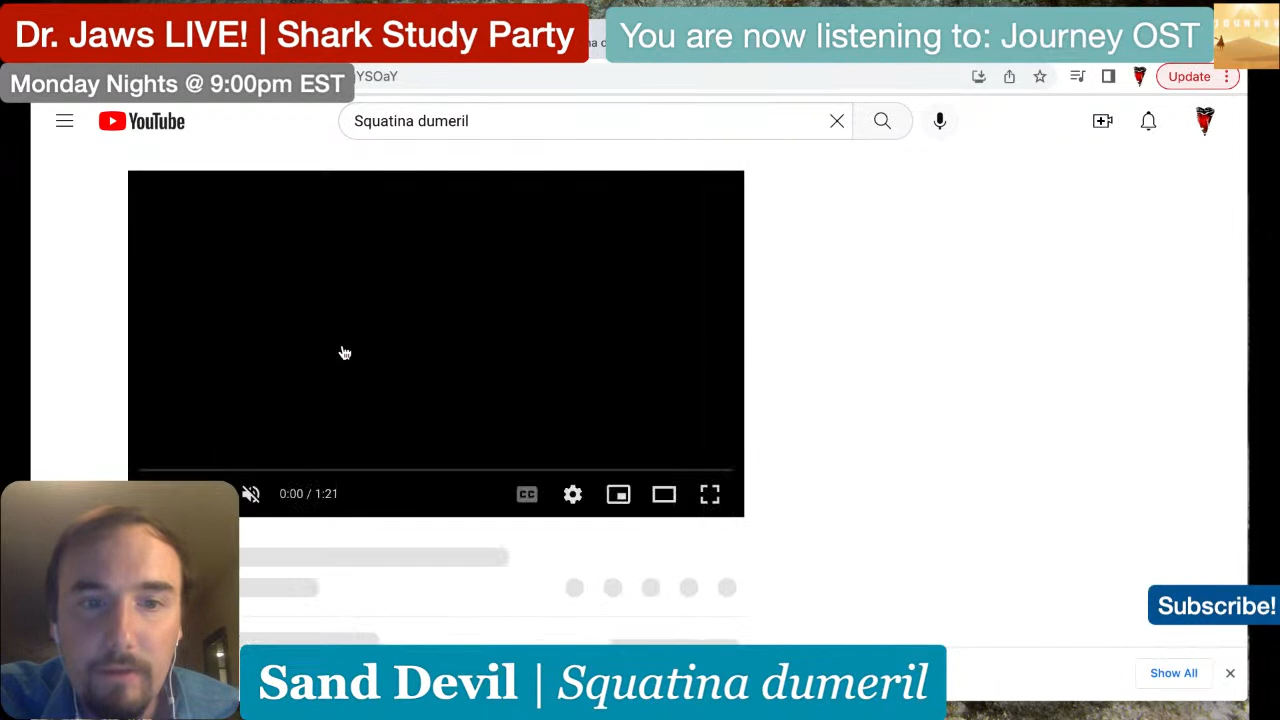 Dr. Jaws LIVE! | Shark Study Party
You are now listening to: Journey OST
Monday Nights @ 9:00pm EST
YSOaY
Update
YouTube
Squatina dumeril
0:00 / 1:21
CC
Subscribe!
Show All
Sand Devil | Squatina dumeril